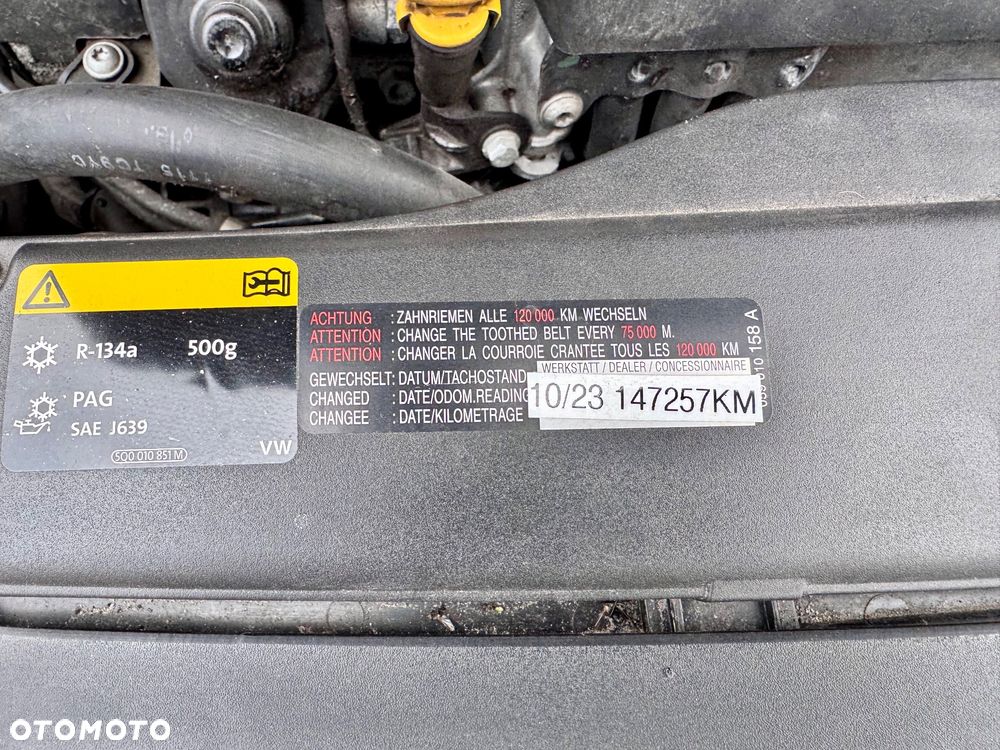 R-134a 500g
PAG
SAE J639
5Q0 010 851 M
VW
ACHTUNG : ZAHNRIEMEN ALLE 120 000 KM WECHSELN
ATTENTION : CHANGE THE TOOTHED BELT EVERY 75 000 M.
ATTENTION : CHANGER LA COURROIE CRANTEE TOUS LES 120 000 KM
WERKSTATT / DEALER / CONCESSIONNAIRE
GEWECHSELT: DATUM/TACHOSTAND
CHANGED : DATE/ODOM.READING
CHANGEE : DATE/KILOMETRAGE
10/23 147257KM
010 158 A
OTOMOTO